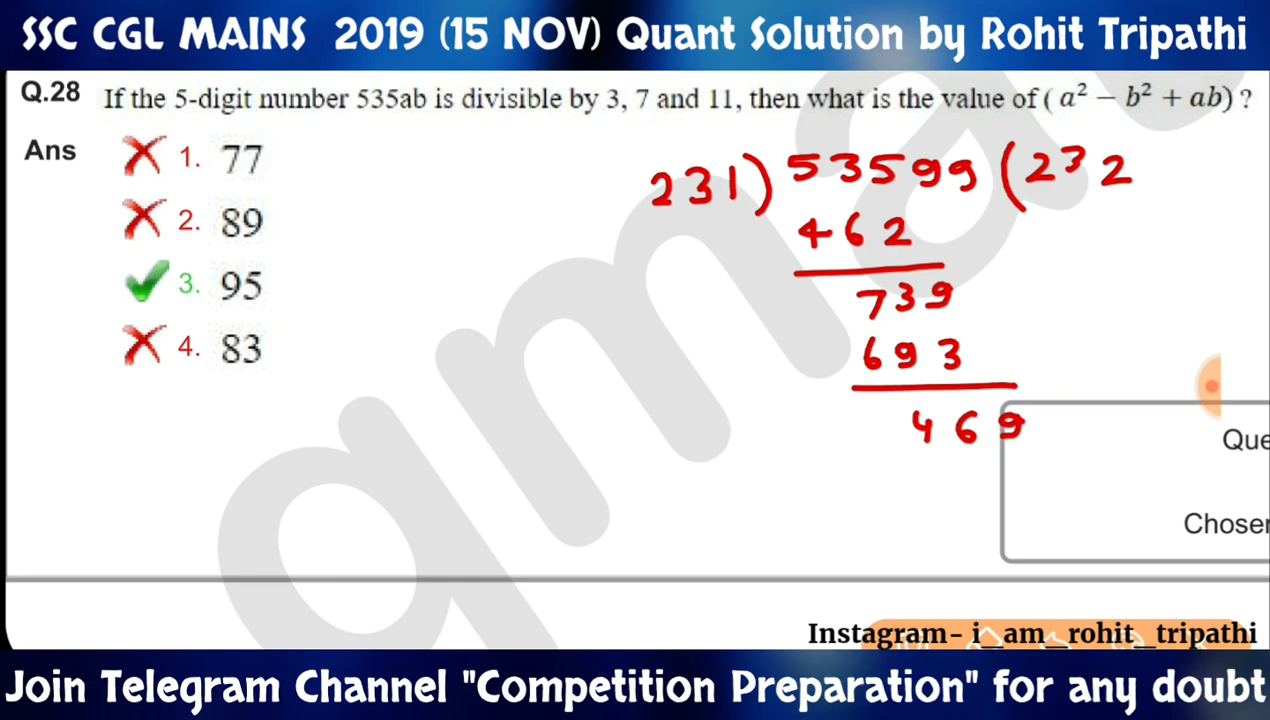 SSC CGL MAINS 2019 (15 NOV) Quant Solution by Rohit Tripathi
Q.28 If the 5-digit number 535ab is divisible by 3, 7 and 11, then what is the value of ( a² − b² + ab) ?
Ans
1. 77
2. 89
3. 95
4. 83
231) 53599 (232
462
739
693
469
Que
Chosen
Instagram- i_am_rohit_tripathi
Join Telegram Channel "Competition Preparation" for any doubt